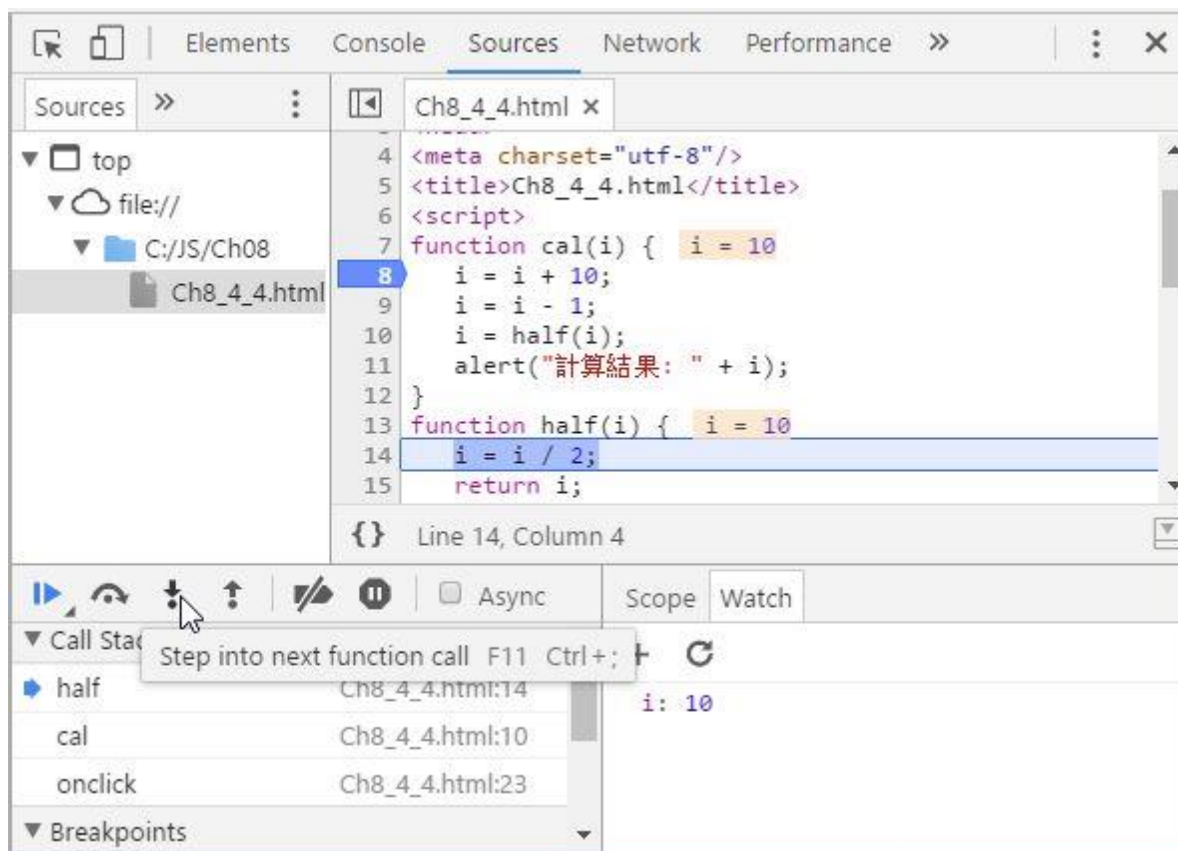 Elements Console Sources Network Performance »
Sources »
Ch8_4_4.html ×
top
file://
C:/JS/Ch08
Ch8_4_4.html
4 <meta charset="utf-8"/>
5 <title>Ch8_4_4.html</title>
6 <script>
7 function cal(i) { i = 10
8 i = i + 10;
9 i = i - 1;
10 i = half(i);
11 alert("計算結果: " + i);
12 }
13 function half(i) { i = 10
14 i = i / 2;
15 return i;
{} Line 14, Column 4
Async
Scope Watch
Call Stac
Step into next function call F11 Ctrl+;
half Ch8_4_4.html:14
cal Ch8_4_4.html:10
onclick Ch8_4_4.html:23
Breakpoints
i: 10